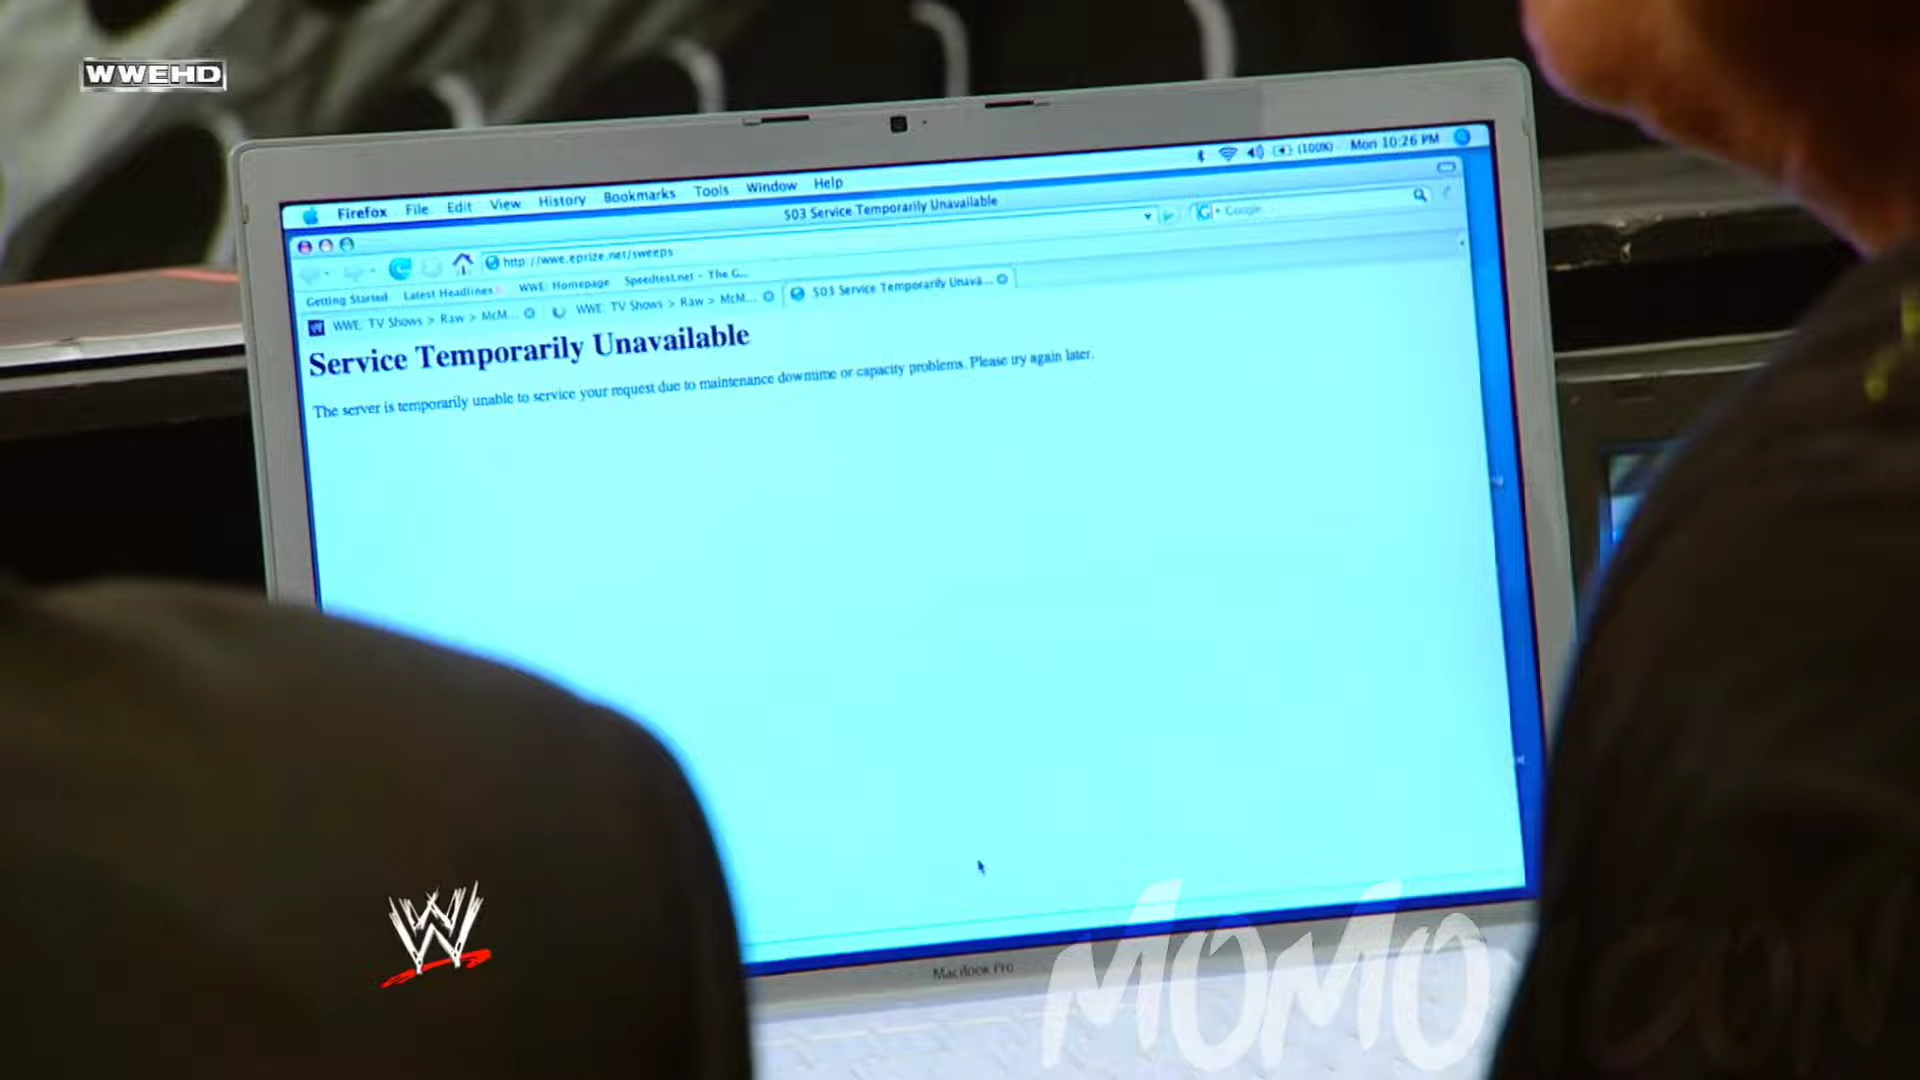 WWEHD
Firefox File Edit View History Bookmarks Tools Window Help (100%) Mon 10:26 PM
503 Service Temporarily Unavailable
http://wwe.eprize.net/sweeps
Google
Getting Started Latest Headlines WWE: Homepage Speedtest.net - The G...
WWE: TV Shows > Raw > McM... WWE: TV Shows > Raw > McM... 503 Service Temporarily Unava...
Service Temporarily Unavailable
The server is temporarily unable to service your request due to maintenance downtime or capacity problems. Please try again later.
W
MacBook Pro
MOMOICON